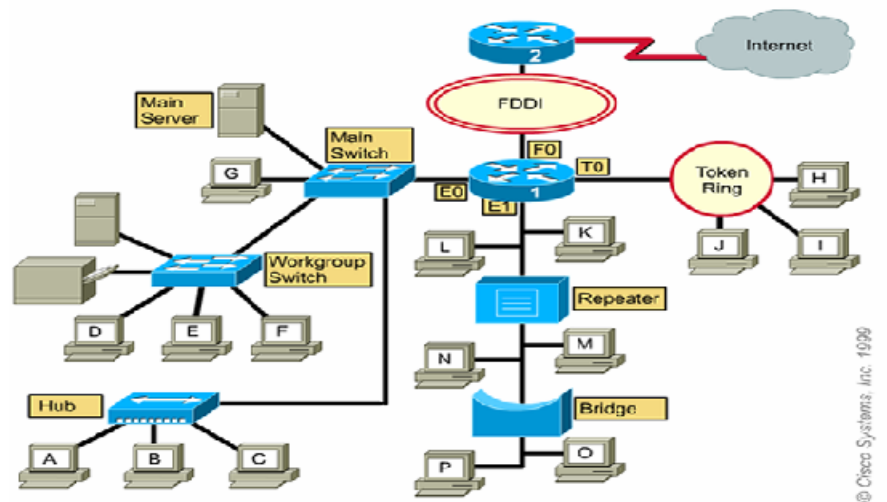 Internet
2
FDDI
Main
Server
Main
Switch
F0
G
T0
Token
Ring
H
E0
1
E1
K
L
J
I
Workgroup
Switch
Repeater
D
E
F
M
N
Hub
Bridge
A
B
C
O
P
© Cisco Systems, Inc. 1999